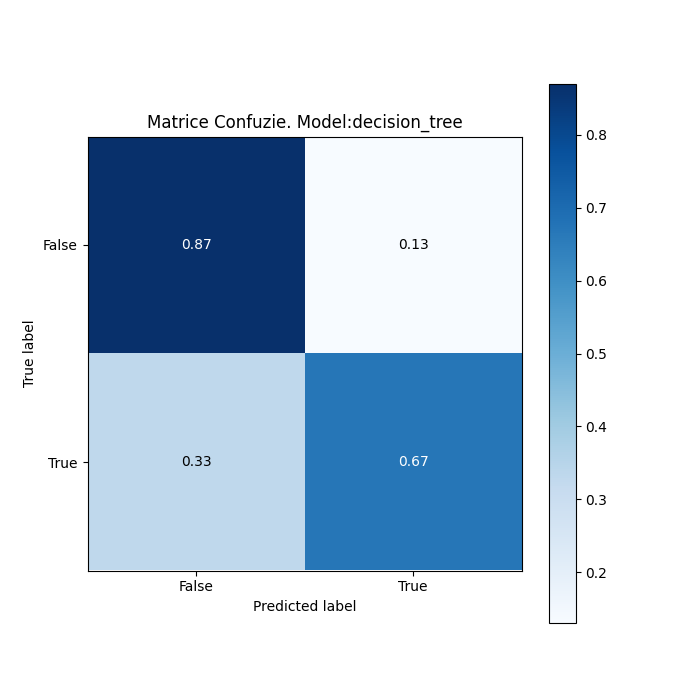 Matrice Confuzie. Model:decision_tree
True label
False
0.87
0.13
True
0.33
0.67
False
True
Predicted label
0.8
0.7
0.6
0.5
0.4
0.3
0.2